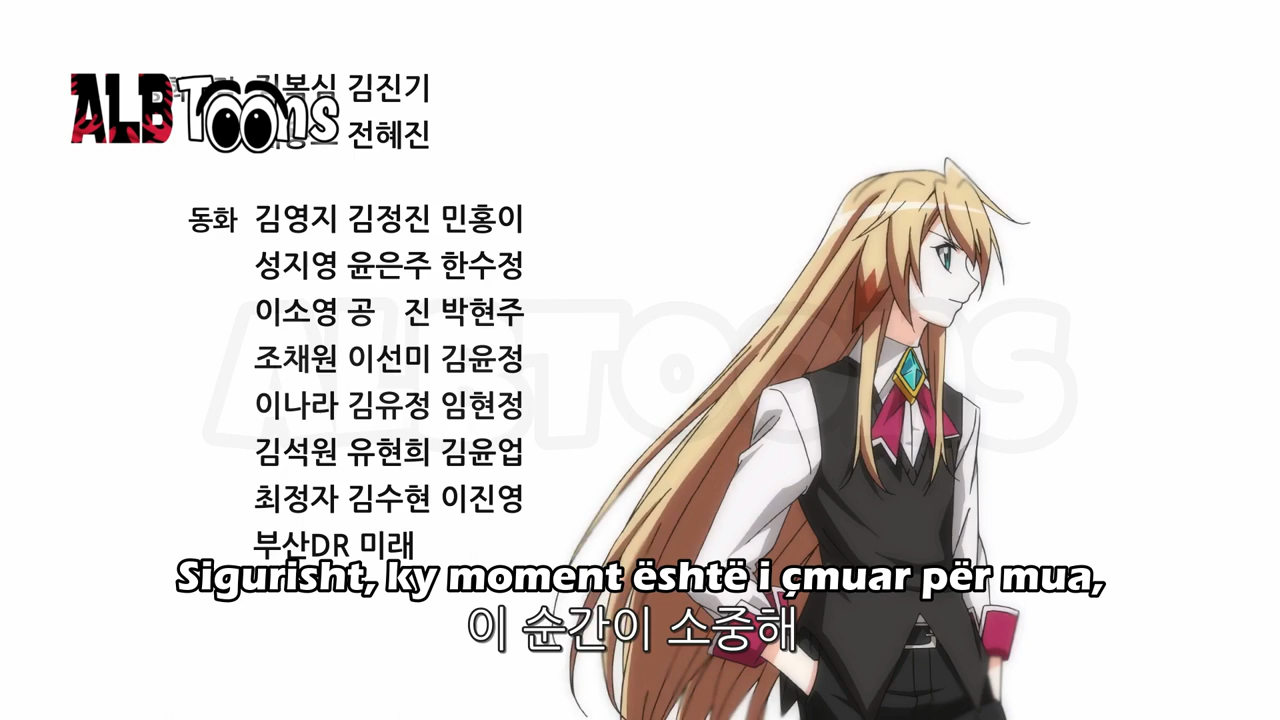 ALBToons
김진기
전혜진
동화 김영지 김정진 민홍이
성지영 윤은주 한수정
이소영 공 진 박현주
조채원 이선미 김윤정
이나라 김유정 임현정
김석원 유현희 김윤업
최정자 김수현 이진영
부산DR 미래
ALBTOONS
Sigurisht, ky moment është i çmuar për mua,
이 순간이 소중해